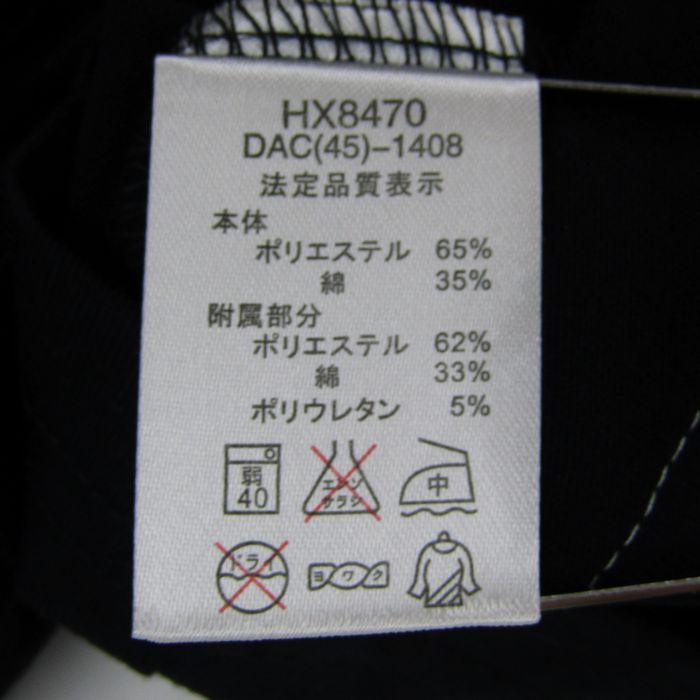 HX8470
DAC(45)-1408
法定品質表示
本体
ポリエステル 65%
綿 35%
附属部分
ポリエステル 62%
綿 33%
ポリウレタン 5%
弱
40
エンソ
サラシ
中
ドライ
ヨワク